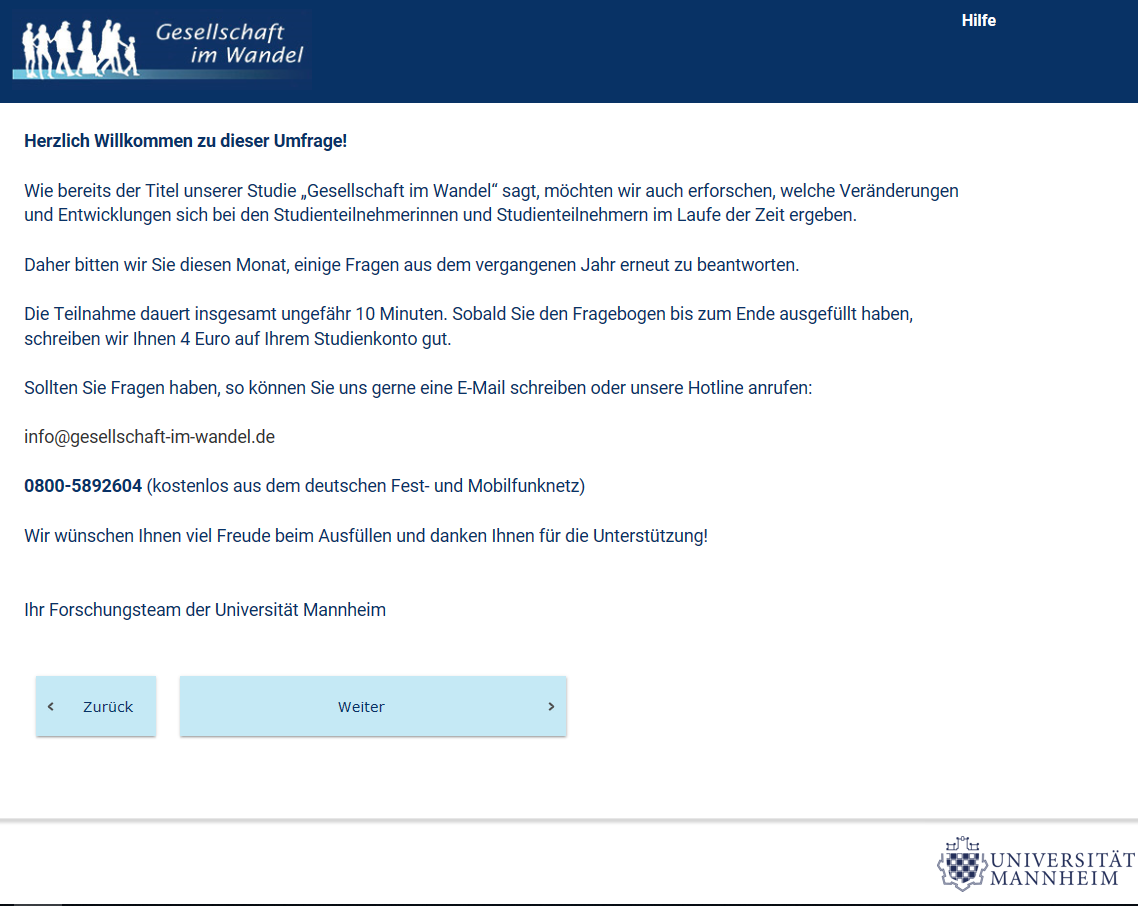 Gesellschaft
im Wandel
Hilfe
Herzlich Willkommen zu dieser Umfrage!
Wie bereits der Titel unserer Studie „Gesellschaft im Wandel“ sagt, möchten wir auch erforschen, welche Veränderungen
und Entwicklungen sich bei den Studienteilnehmerinnen und Studienteilnehmern im Laufe der Zeit ergeben.
Daher bitten wir Sie diesen Monat, einige Fragen aus dem vergangenen Jahr erneut zu beantworten.
Die Teilnahme dauert insgesamt ungefähr 10 Minuten. Sobald Sie den Fragebogen bis zum Ende ausgefüllt haben,
schreiben wir Ihnen 4 Euro auf Ihrem Studienkonto gut.
Sollten Sie Fragen haben, so können Sie uns gerne eine E-Mail schreiben oder unsere Hotline anrufen:
info@gesellschaft-im-wandel.de
0800-5892604 (kostenlos aus dem deutschen Fest- und Mobilfunknetz)
Wir wünschen Ihnen viel Freude beim Ausfüllen und danken Ihnen für die Unterstützung!
Ihr Forschungsteam der Universität Mannheim
‹ Zurück
Weiter ›
UNIVERSITÄT
MANNHEIM